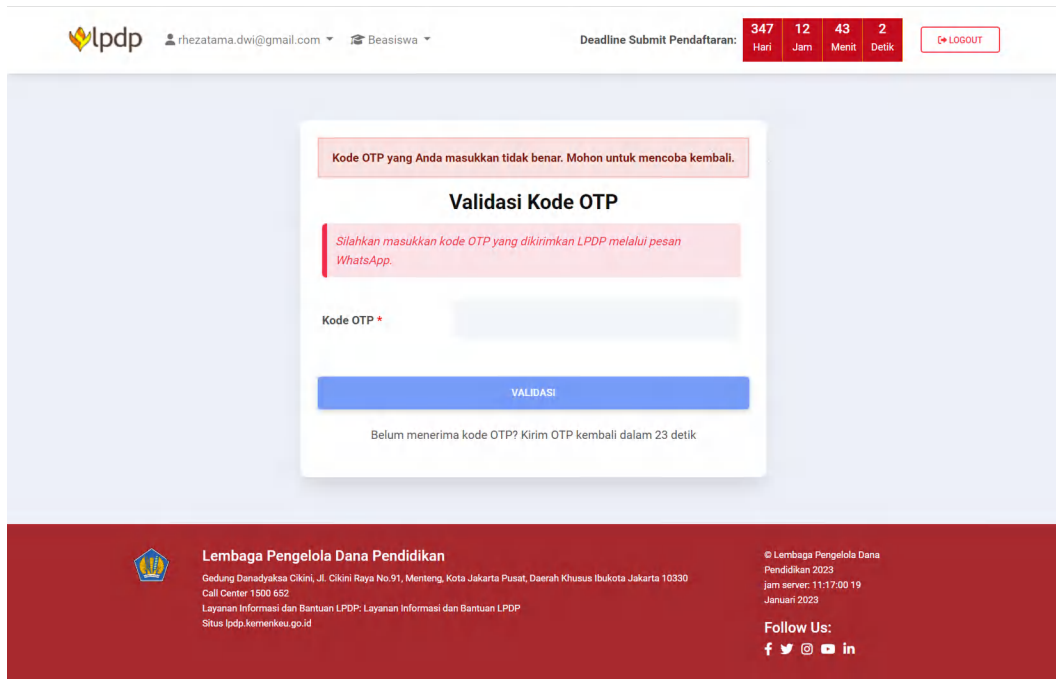 lpdp
rhezatama.dwi@gmail.com
Beasiswa
Deadline Submit Pendaftaran:
347 12 43 2
Hari Jam Menit Detik
LOGOUT
Kode OTP yang Anda masukkan tidak benar. Mohon untuk mencoba kembali.
Validasi Kode OTP
Silahkan masukkan kode OTP yang dikirimkan LPDP melalui pesan
WhatsApp.
Kode OTP *
VALIDASI
Belum menerima kode OTP? Kirim OTP kembali dalam 23 detik
Lembaga Pengelola Dana Pendidikan
Gedung Danadyaksa Cikini, Jl. Cikini Raya No.91, Menteng, Kota Jakarta Pusat, Daerah Khusus Ibukota Jakarta 10330
Call Center 1500 652
Layanan Informasi dan Bantuan LPDP: Layanan Informasi dan Bantuan LPDP
Situs lpdp.kemenkeu.go.id
© Lembaga Pengelola Dana
Pendidikan 2023
jam server: 11:17:00 19
Januari 2023
Follow Us: